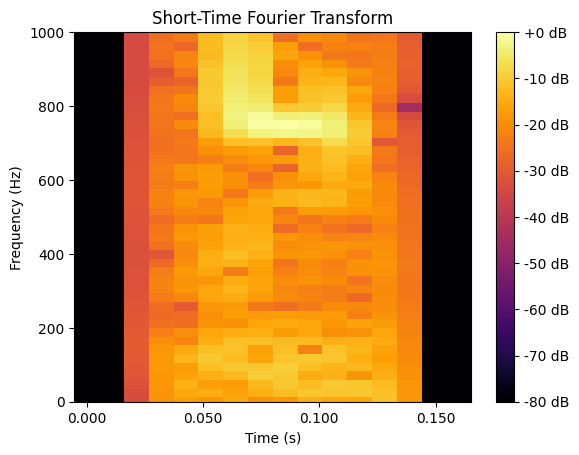 Short-Time Fourier Transform
1000
800
600
400
200
0
Frequency (Hz)
0.000
0.050
0.100
0.150
Time (s)
+0 dB
-10 dB
-20 dB
-30 dB
-40 dB
-50 dB
-60 dB
-70 dB
-80 dB